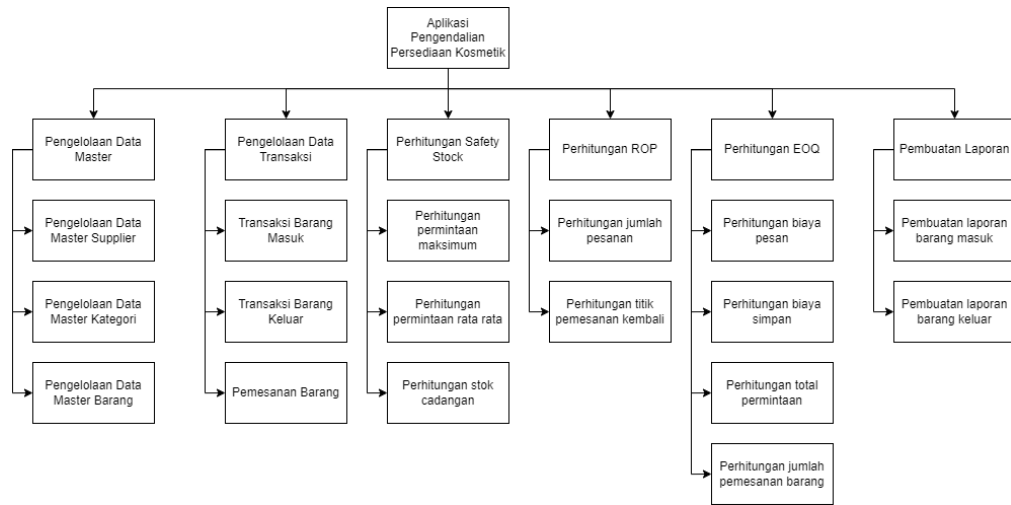 Aplikasi
Pengendalian
Persediaan Kosmetik
Pengelolaan Data
Master
Pengelolaan Data
Transaksi
Perhitungan Safety
Stock
Perhitungan ROP
Perhitungan EOQ
Pembuatan Laporan
Pengelolaan Data
Master Supplier
Transaksi Barang
Masuk
Perhitungan
permintaan
maksimum
Perhitungan jumlah
pesanan
Perhitungan biaya
pesan
Pembuatan laporan
barang masuk
Pengelolaan Data
Master Kategori
Transaksi Barang
Keluar
Perhitungan
permintaan rata rata
Perhitungan titik
pemesanan kembali
Perhitungan biaya
simpan
Pembuatan laporan
barang keluar
Pengelolaan Data
Master Barang
Pemesanan Barang
Perhitungan stok
cadangan
Perhitungan total
permintaan
Perhitungan jumlah
pemesanan barang